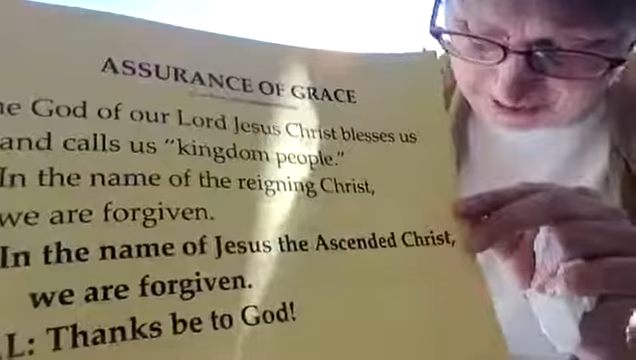 ASSURANCE OF GRACE
God of our Lord Jesus Christ blesses us
and calls us “kingdom people.”
In the name of the reigning Christ,
we are forgiven.
In the name of Jesus the Ascended Christ,
we are forgiven.
L: Thanks be to God!